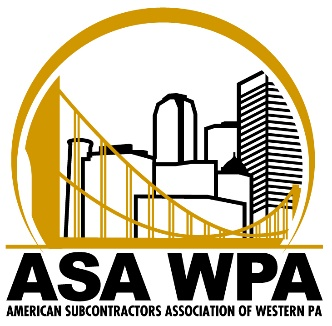 ASA WPA
AMERICAN SUBCONTRACTORS ASSOCIATION OF WESTERN PA